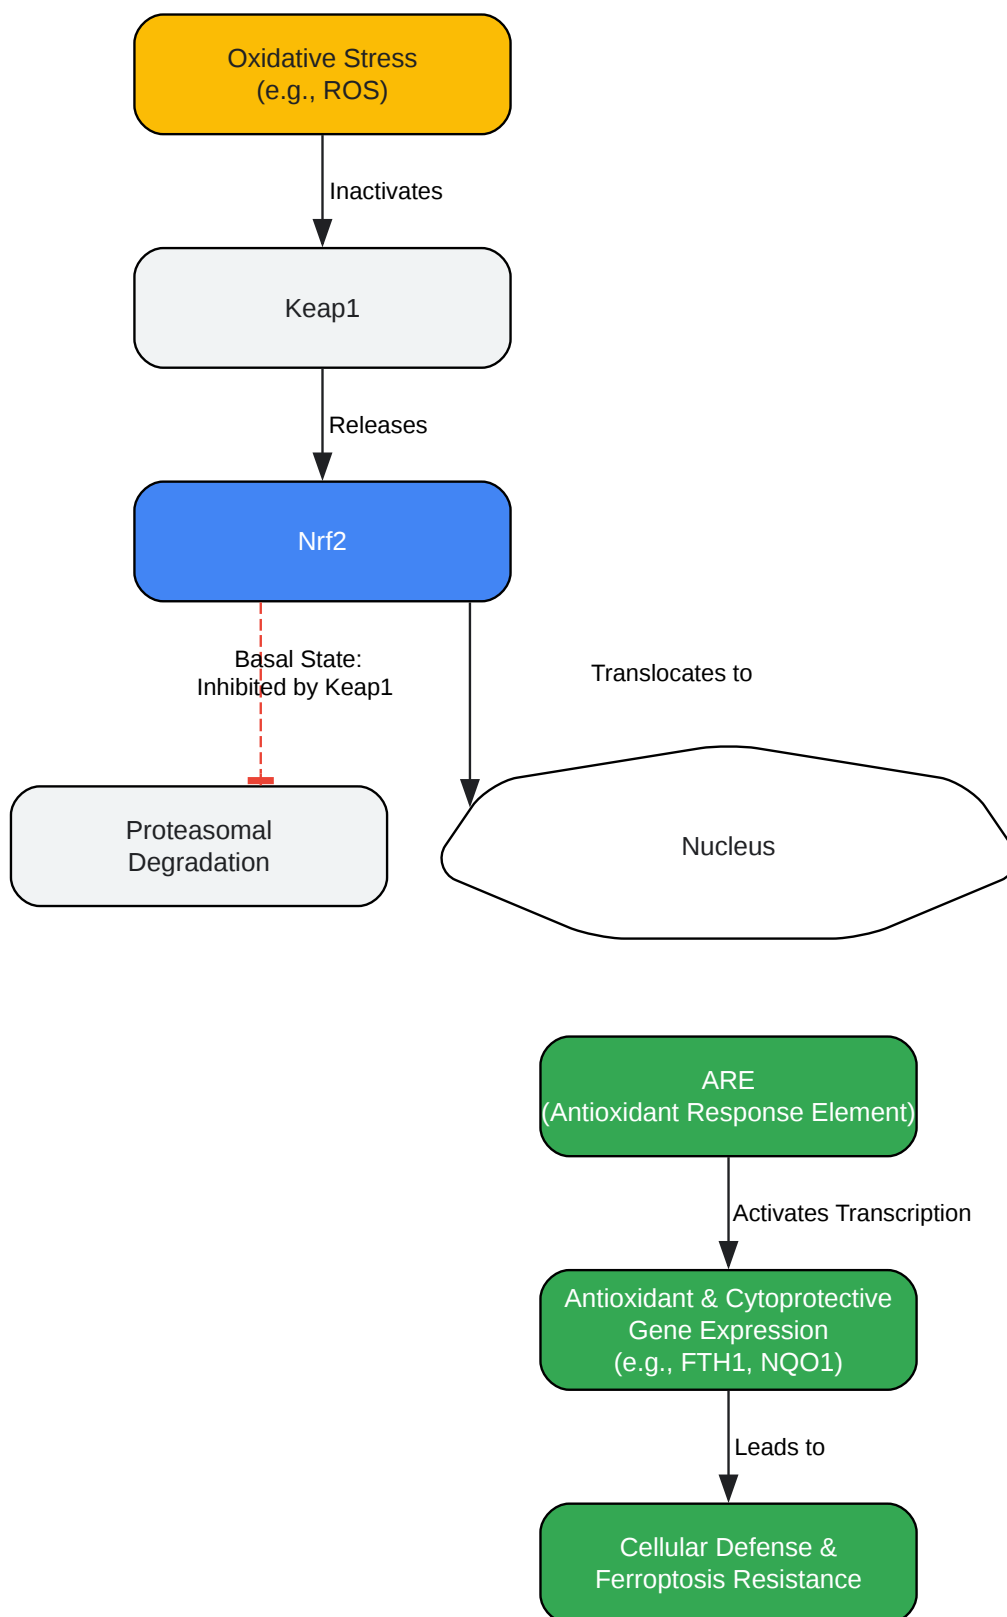 Oxidative Stress
(e.g., ROS)
Inactivates
Keap1
Releases
Nrf2
Basal State:
Inhibited by Keap1
Translocates to
Proteasomal
Degradation
Nucleus
ARE
(Antioxidant Response Element)
Activates Transcription
Antioxidant & Cytoprotective
Gene Expression
(e.g., FTH1, NQO1)
Leads to
Cellular Defense &
Ferroptosis Resistance